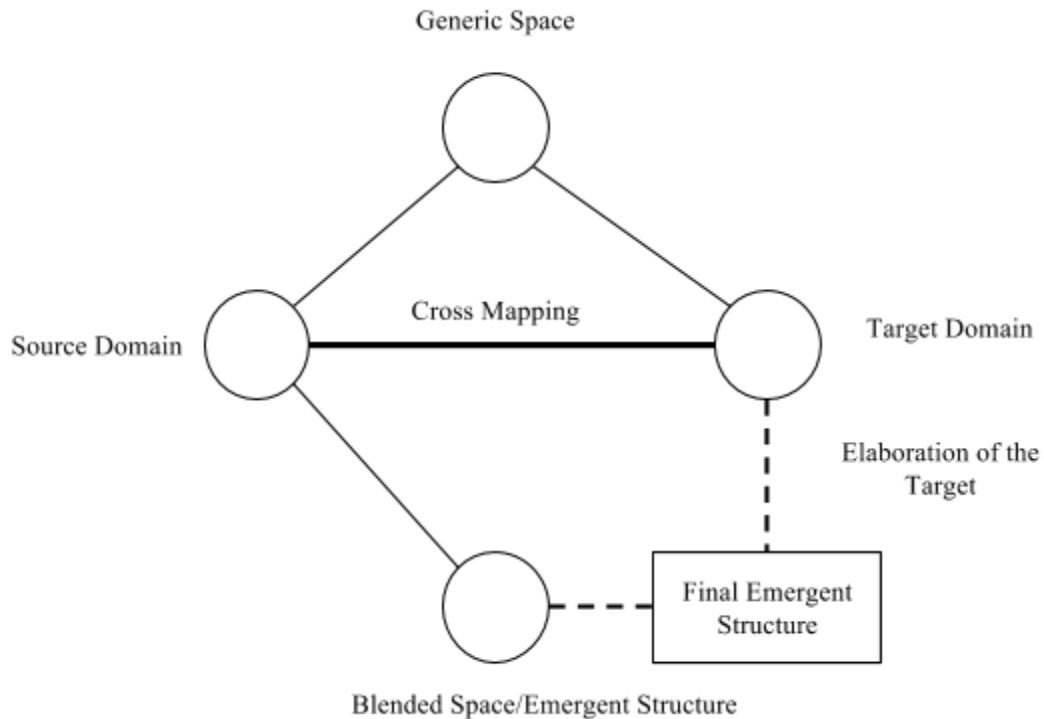 Generic Space
Cross Mapping
Source Domain
Target Domain
Elaboration of the
Target
Final Emergent
Structure
Blended Space/Emergent Structure